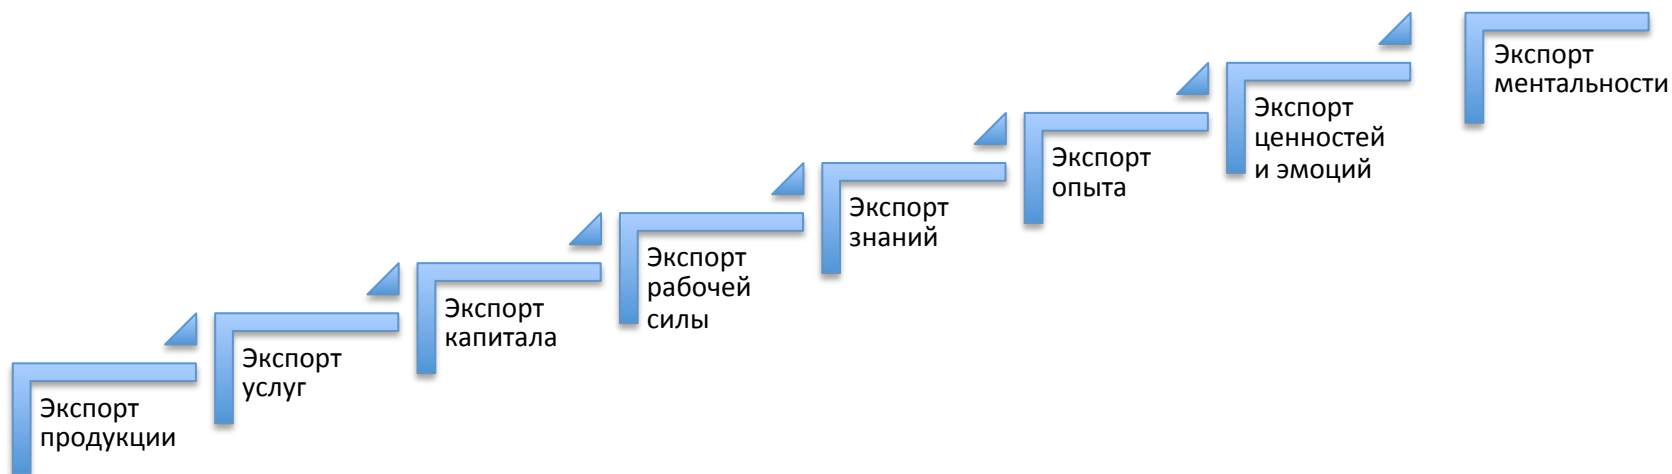 Экспорт
продукции
Экспорт
услуг
Экспорт
капитала
Экспорт
рабочей
силы
Экспорт
знаний
Экспорт
опыта
Экспорт
ценностей
и эмоций
Экспорт
ментальности